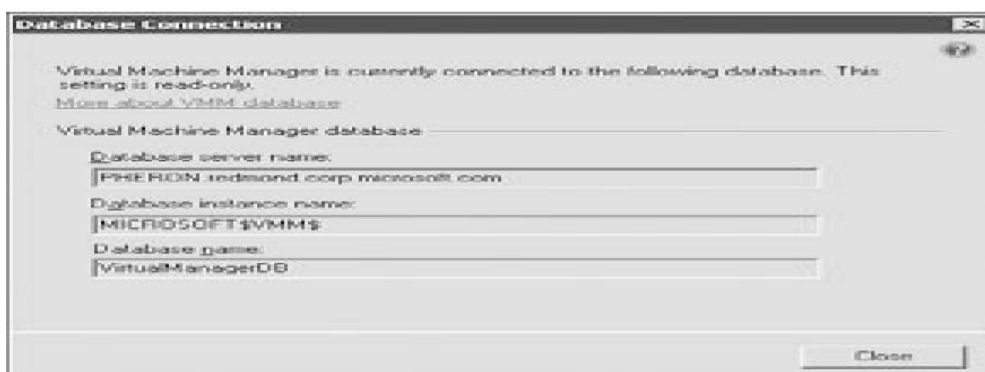 Database Connection
Virtual Machine Manager is currently connected to the following database. This
setting is read-only.
More about VMM database
Virtual Machine Manager database
Database server name:
PHERON.redmond.corp.microsoft.com
Database instance name:
MICROSOFT$VMM$
Database name:
VirtualManagerDB
Close